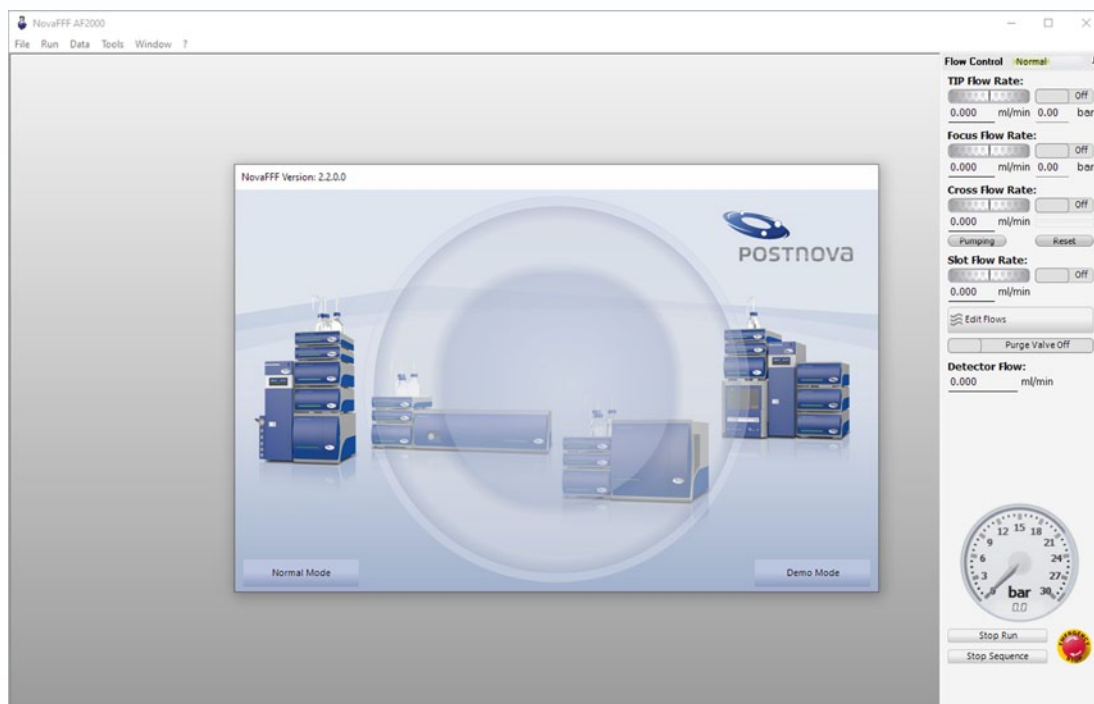 NovaFFF AF2000
File Run Data Tools Window ?
Flow Control Normal
TIP Flow Rate:
Off
0.000 ml/min 0.00 bar
Focus Flow Rate:
Off
0.000 ml/min 0.00 bar
Cross Flow Rate:
Off
0.000 ml/min
Pumping Reset
Slot Flow Rate:
Off
0.000 ml/min
Edit Flows
Purge Valve Off
Detector Flow:
0.000 ml/min
NovaFFF Version: 2.2.0.0
POSTNOVA
Normal Mode Demo Mode
0 3 6 9 12 15 18 21 24 27 30
bar
0.0
Stop Run
Stop Sequence
EMERGENCY STOP